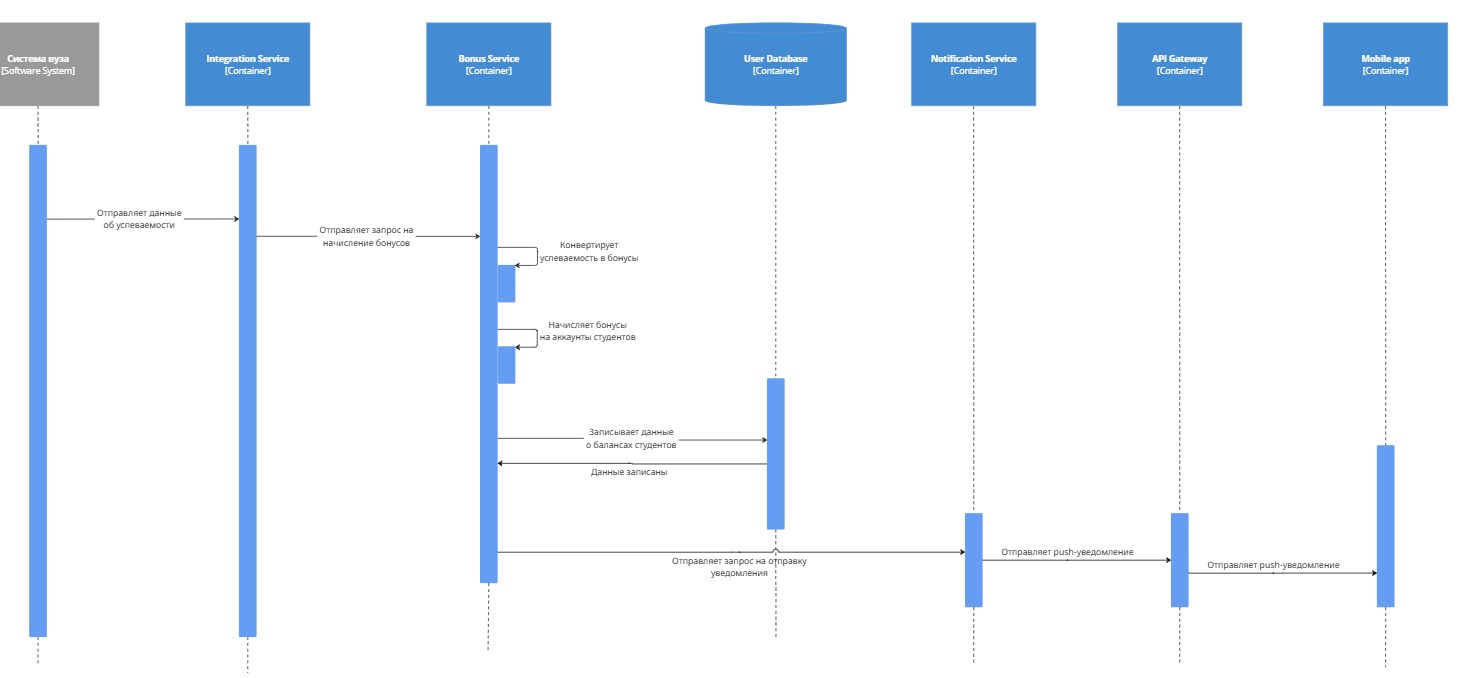 Система вуза
[Software System]
Integration Service
[Container]
Bonus Service
[Container]
User Database
[Container]
Notification Service
[Container]
API Gateway
[Container]
Mobile app
[Container]
Отправляет данные
об успеваемости
Отправляет запрос на
начисление бонусов
Конвертирует
успеваемость в бонусы
Начисляет бонусы
на аккаунты студентов
Записывает данные
о балансах студентов
Данные записаны
Отправляет запрос на отправку
уведомления
Отправляет push-уведомление
Отправляет push-уведомление